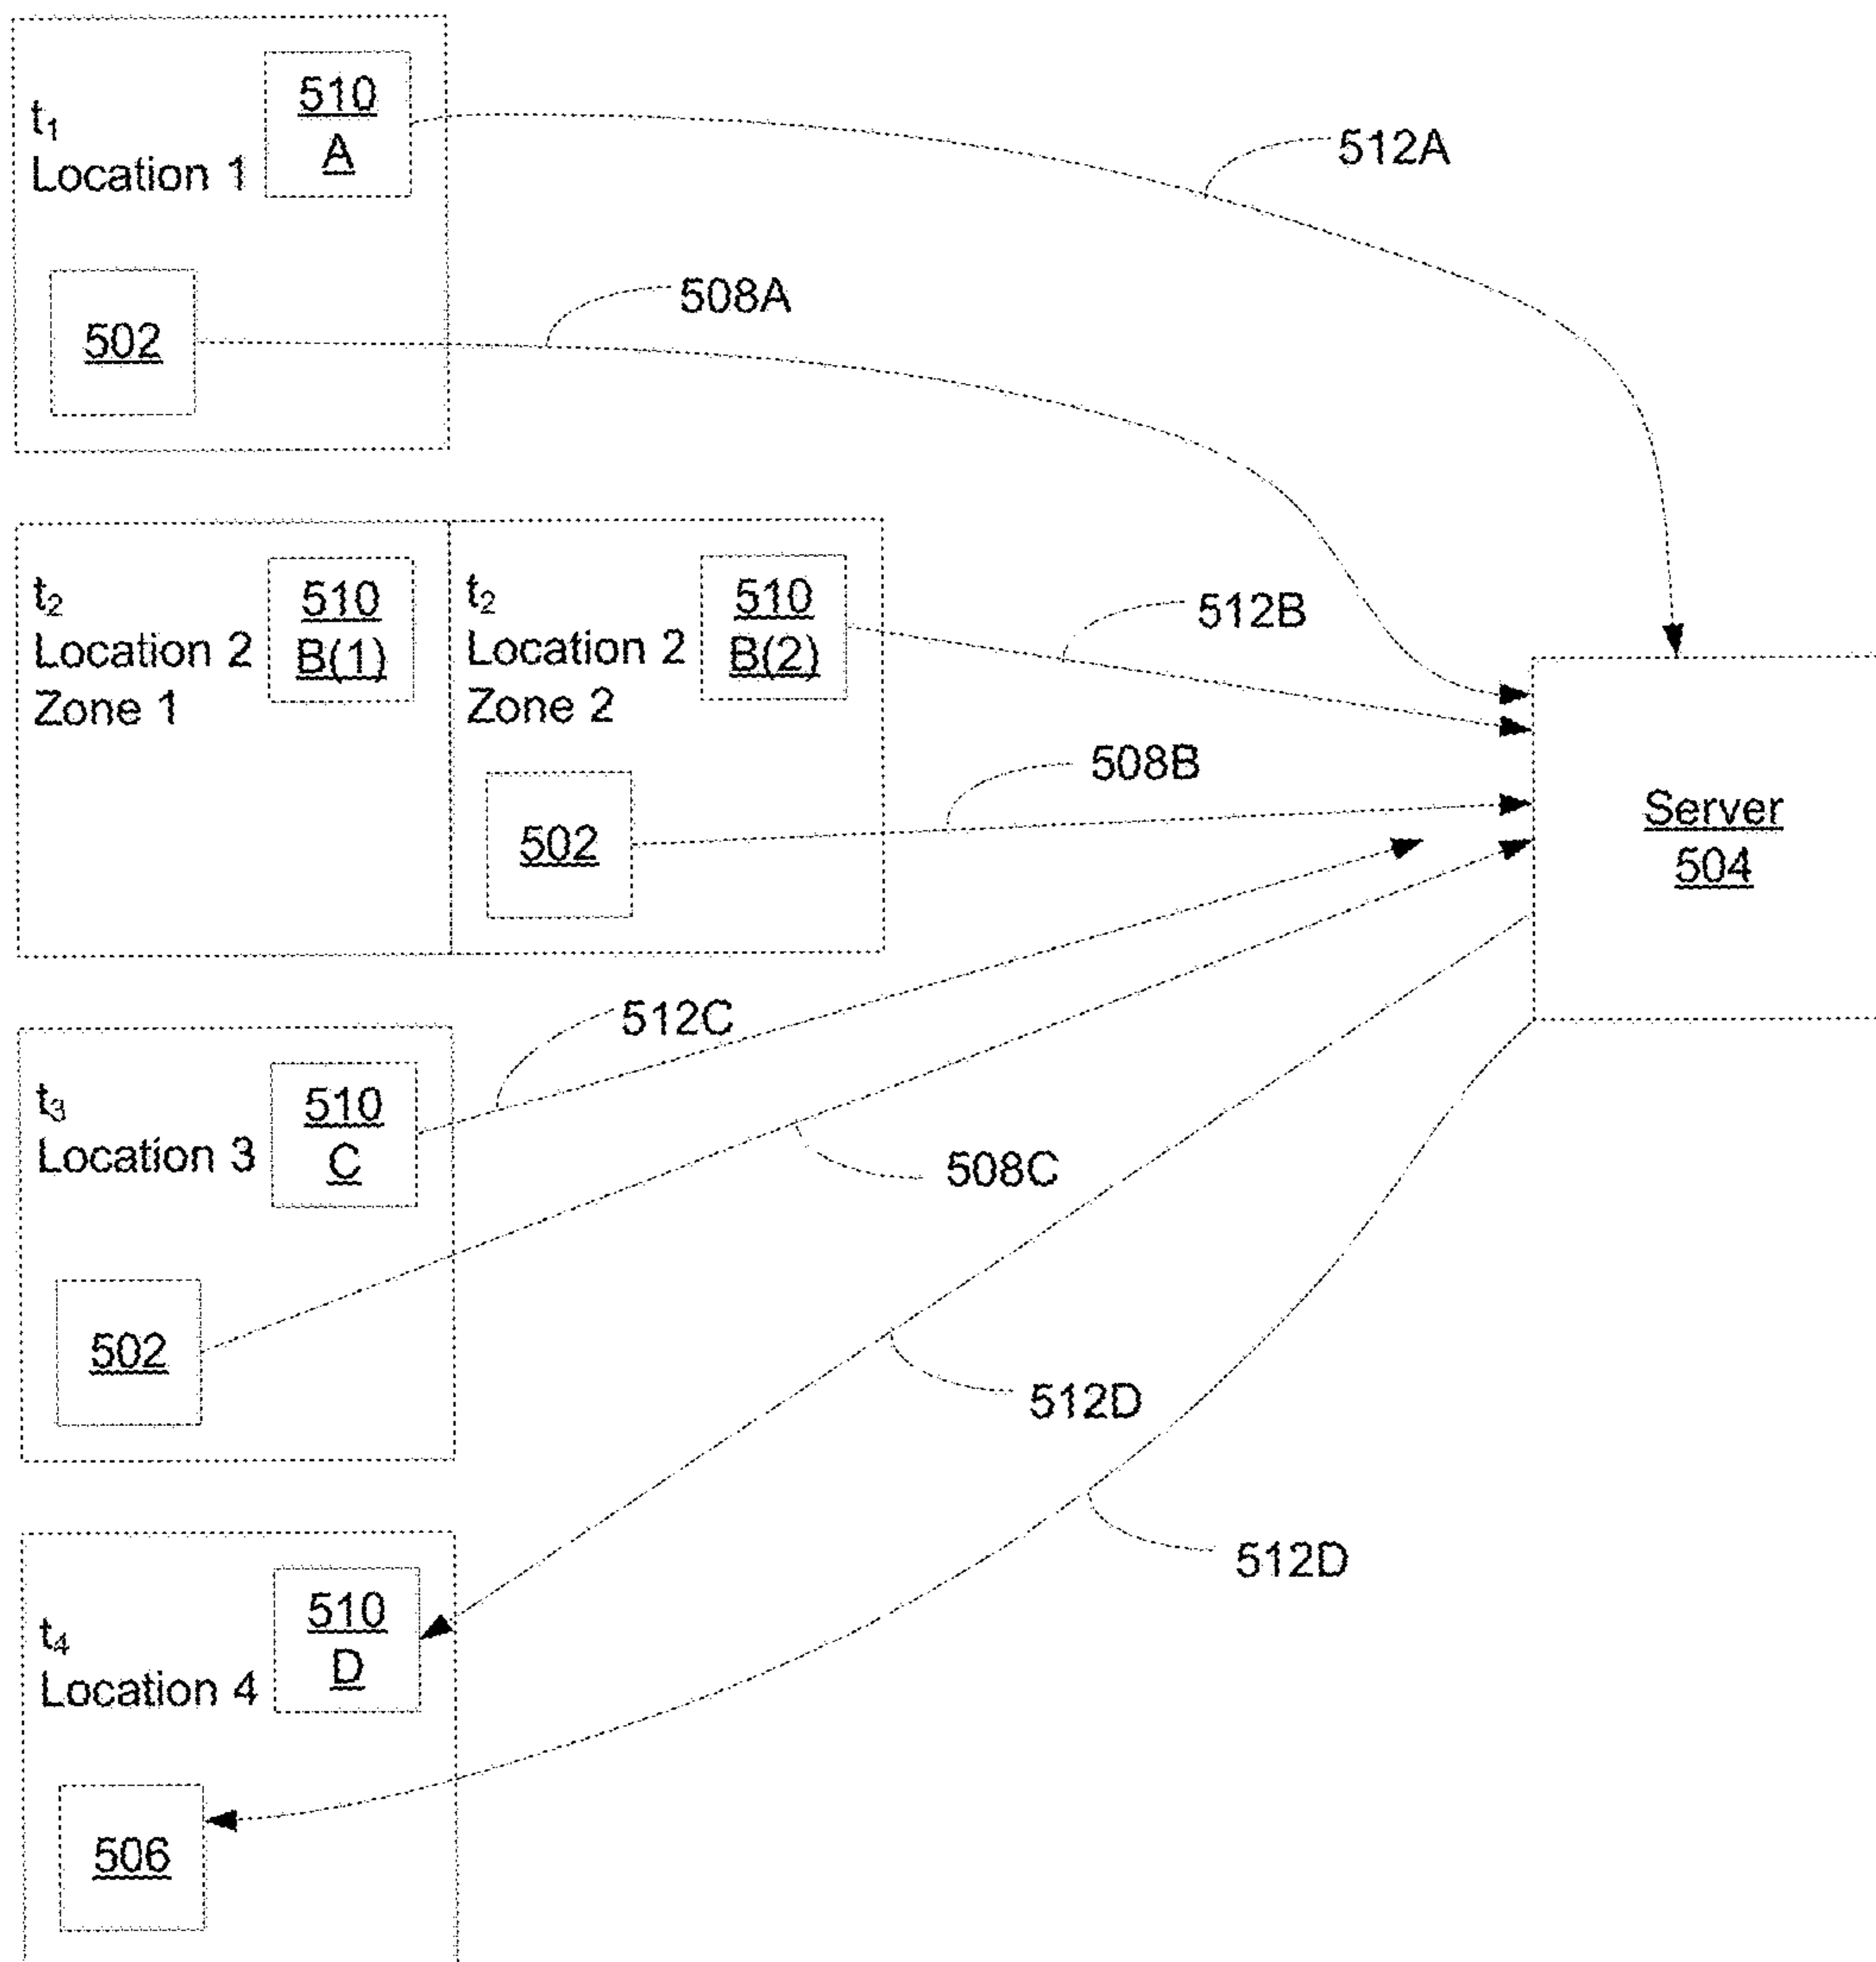 t₁
Location 1
510
A
512A
508A
502
t₂
Location 2
Zone 1
510
B(1)
t₂
Location 2
Zone 2
510
B(2)
512B
508B
502
Server
504
t₃
Location 3
510
C
512C
508C
502
512D
512D
t₄
Location 4
510
D
506